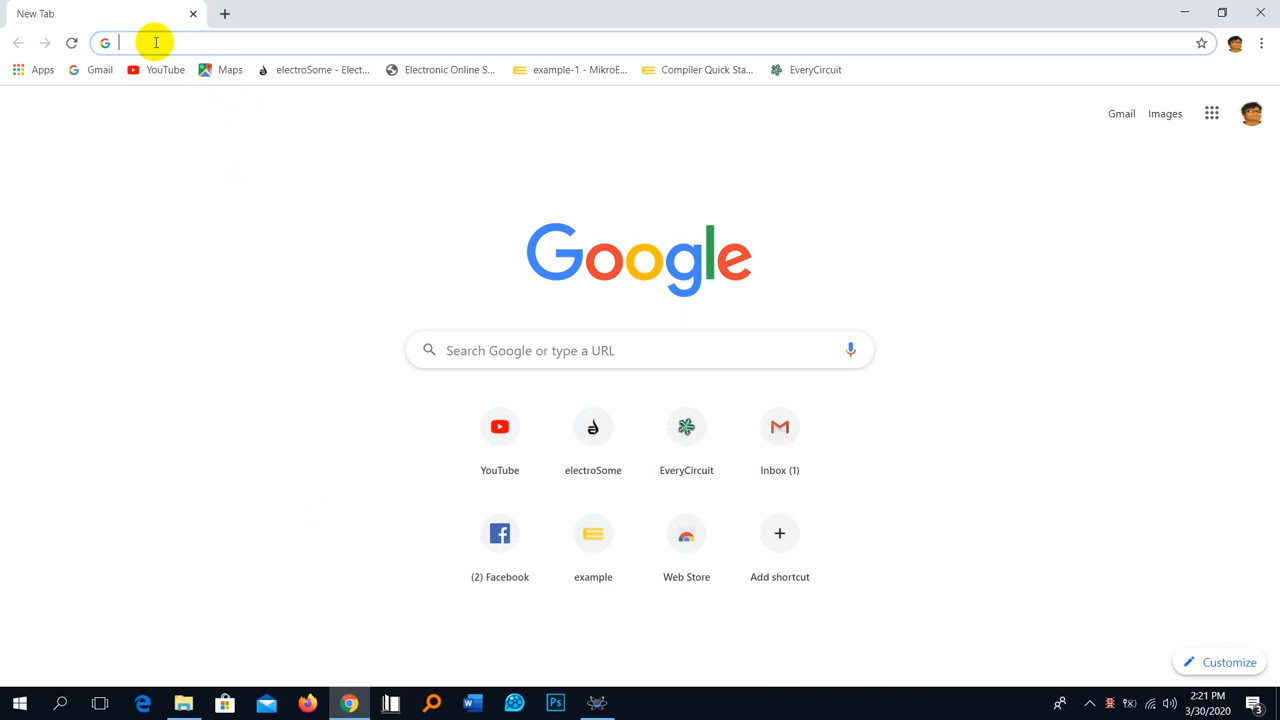 New Tab
Apps Gmail YouTube Maps electroSome - Elect... Electronic Online S... example-1 - MikroE... Compiler Quick Sta... EveryCircuit
Gmail Images
Google
Search Google or type a URL
YouTube electroSome EveryCircuit Inbox (1)
(2) Facebook example Web Store Add shortcut
Customize
2:21 PM
3/30/2020
3